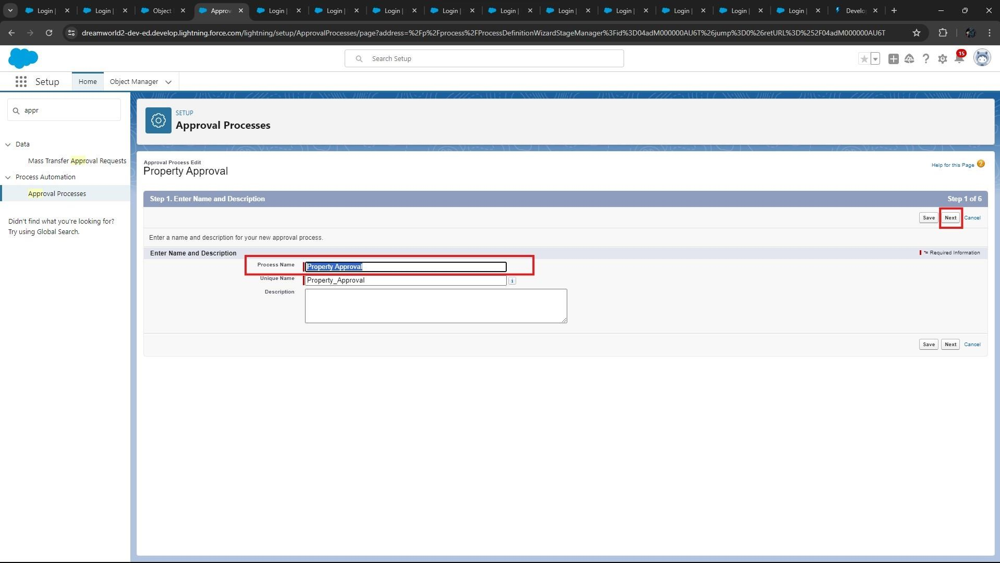 Login |
Login |
Object
Approv
Login |
Login |
Login |
Login |
Login |
Login |
Login |
Login |
Login |
Login |
Develo
dreamworld2-dev-ed.develop.lightning.force.com/lightning/setup/ApprovalProcesses/page?address=%2Fp%2Fprocess%2FProcessDefinitionWizardStageManager%3Fid%3D04adM000000AU6T%26jump%3D0%26retURL%3D%252F04adM000000AU6T
Search Setup
15
Setup
Home
Object Manager
appr
Data
Mass Transfer Approval Requests
Process Automation
Approval Processes
Didn't find what you're looking for?
Try using Global Search.
SETUP
Approval Processes
Approval Process Edit
Property Approval
Help for this Page
Step 1. Enter Name and Description
Step 1 of 6
Save Next Cancel
Enter a name and description for your new approval process.
Enter Name and Description
= Required Information
Process Name
Property Approval
Unique Name
Property_Approval
i
Description
Save Next Cancel